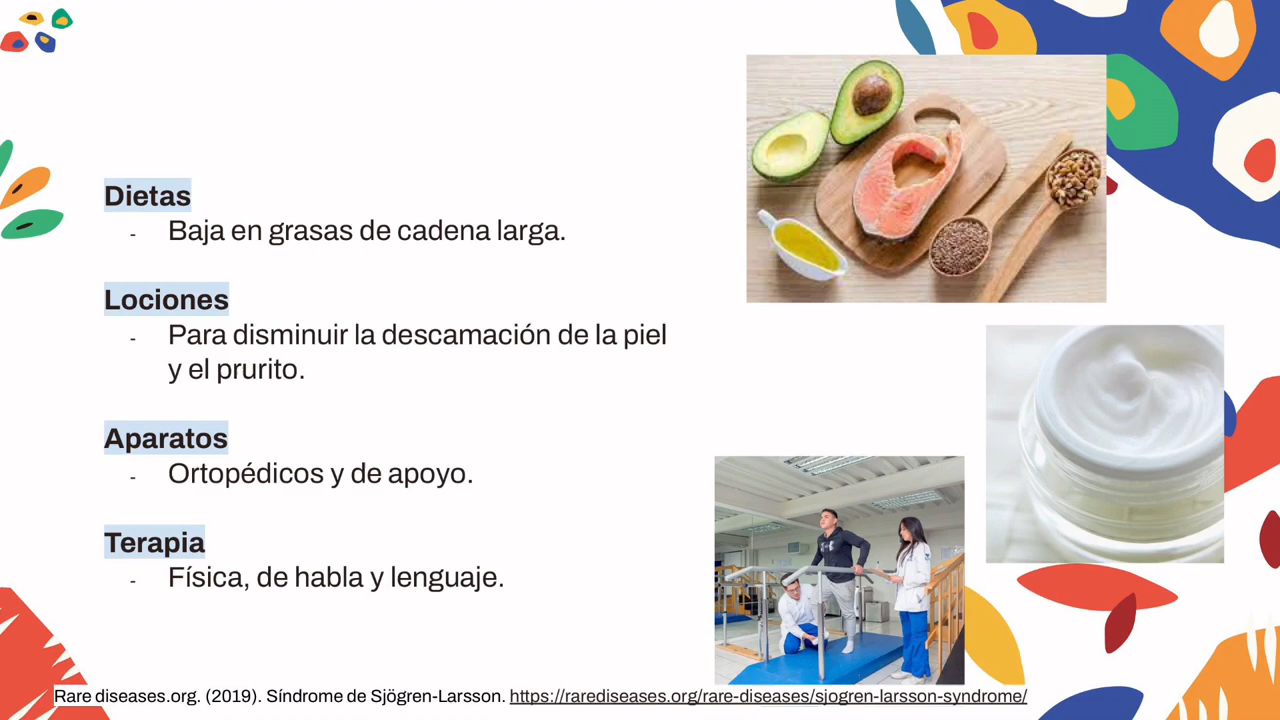 Dietas
- Baja en grasas de cadena larga.
Lociones
- Para disminuir la descamación de la piel
y el prurito.
Aparatos
- Ortopédicos y de apoyo.
Terapia
- Física, de habla y lenguaje.
Rare diseases.org. (2019). Síndrome de Sjögren-Larsson. https://rarediseases.org/rare-diseases/sjogren-larsson-syndrome/